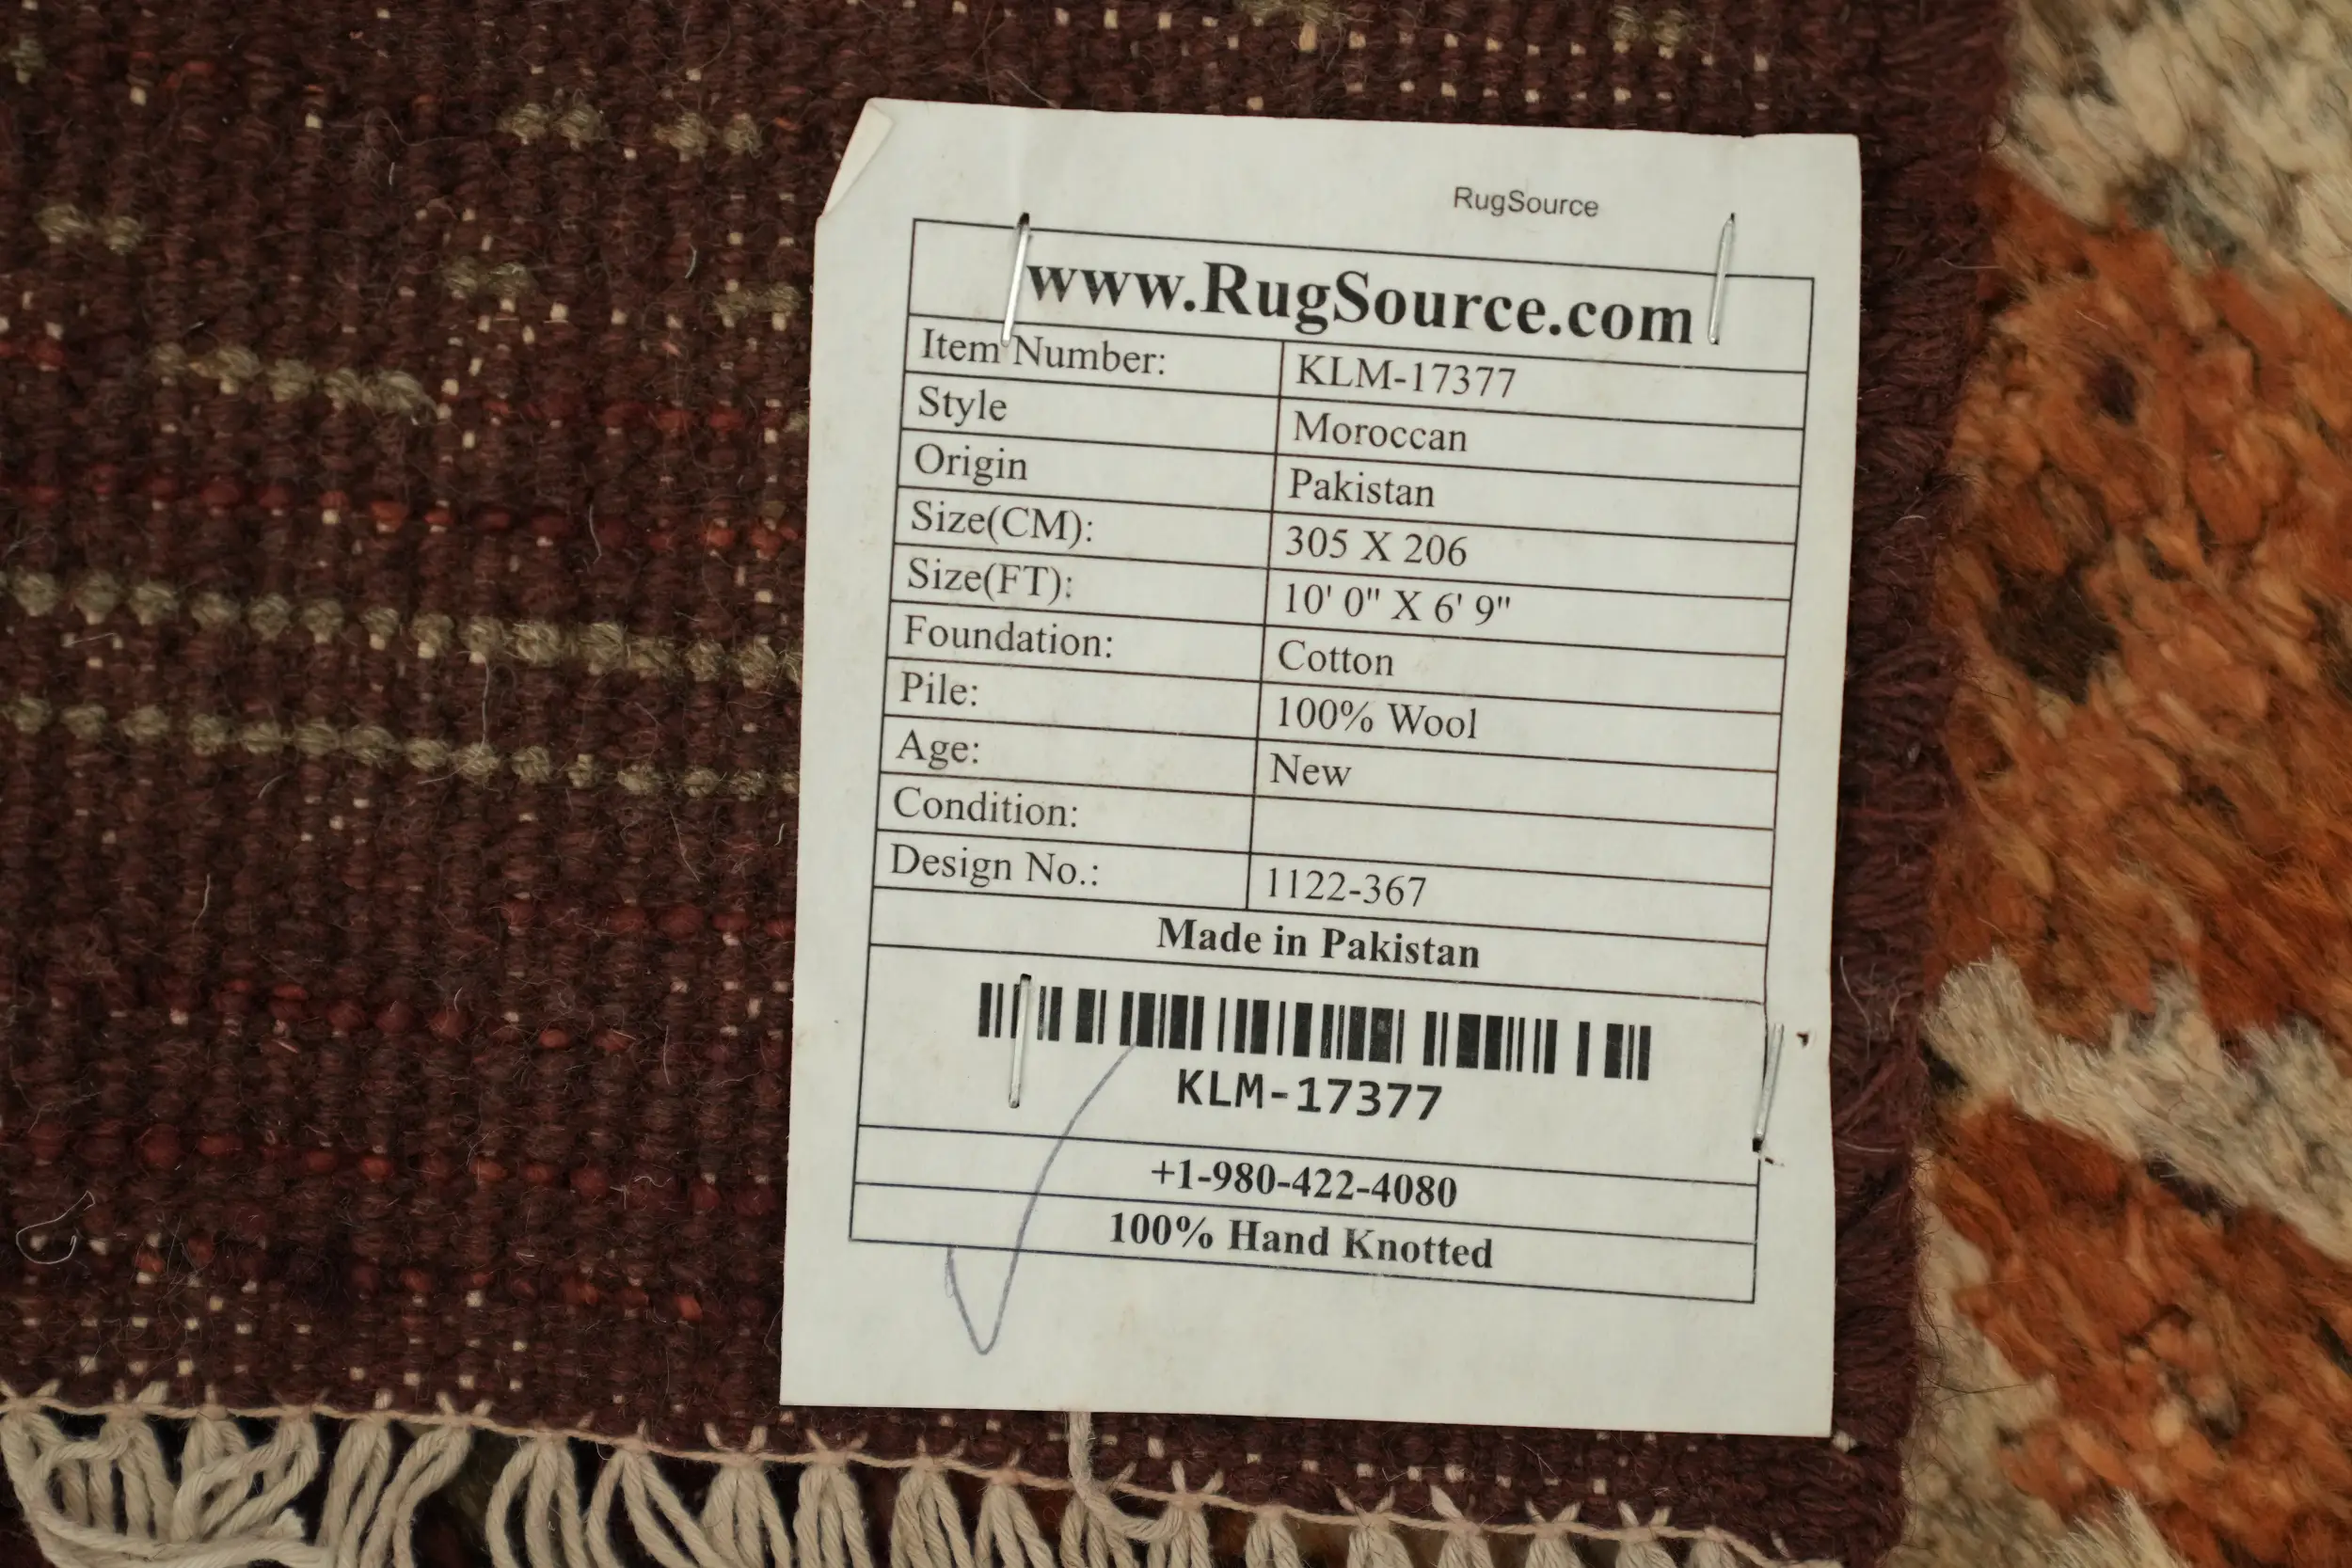 RugSource
www.RugSource.com
Item Number: KLM-17377
Style Moroccan
Origin Pakistan
Size(CM): 305 X 206
Size(FT): 10' 0" X 6' 9"
Foundation: Cotton
Pile: 100% Wool
Age: New
Condition:
Design No.: 1122-367
Made in Pakistan
KLM-17377
+1-980-422-4080
100% Hand Knotted